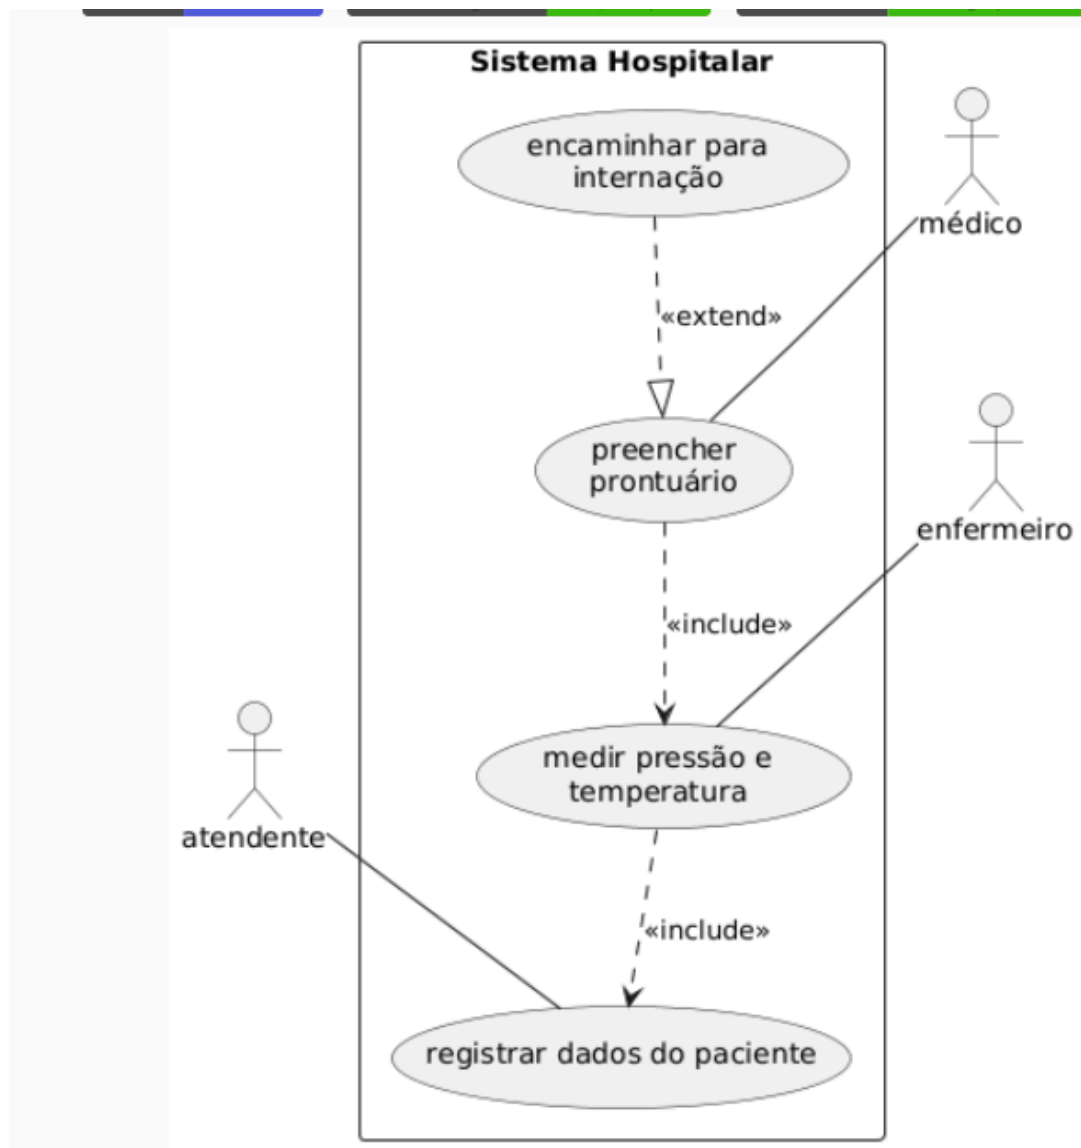 Sistema Hospitalar
encaminhar para
internação
médico
«extend»
preencher
prontuário
enfermeiro
«include»
medir pressão e
temperatura
atendente
«include»
registrar dados do paciente